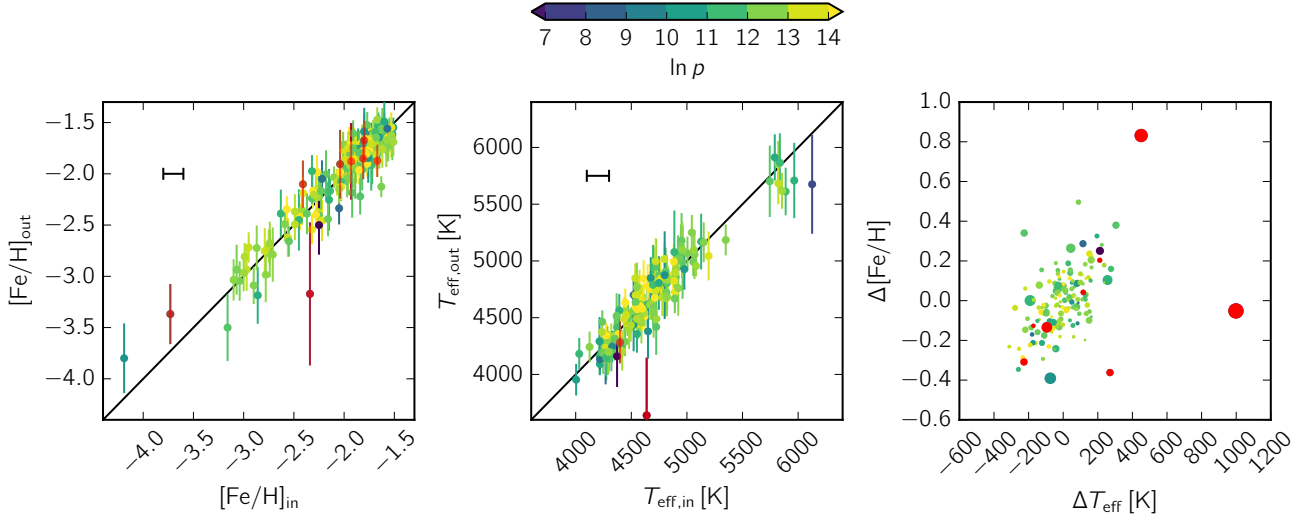 7 8 9 10 11 12 13 14
ln p
−1.5
−2.0
−2.5
−3.0
−3.5
−4.0
[Fe/H]out
−4.0 −3.5 −3.0 −2.5 −2.0 −1.5
[Fe/H]in
6000
5500
5000
4500
4000
Teff,out [K]
4000 4500 5000 5500 6000
Teff,in [K]
1.0
0.8
0.6
0.4
0.2
0.0
−0.2
−0.4
−0.6
Δ[Fe/H]
−600 −400 −200 0 200 400 600 800 1000 1200
ΔTeff [K]